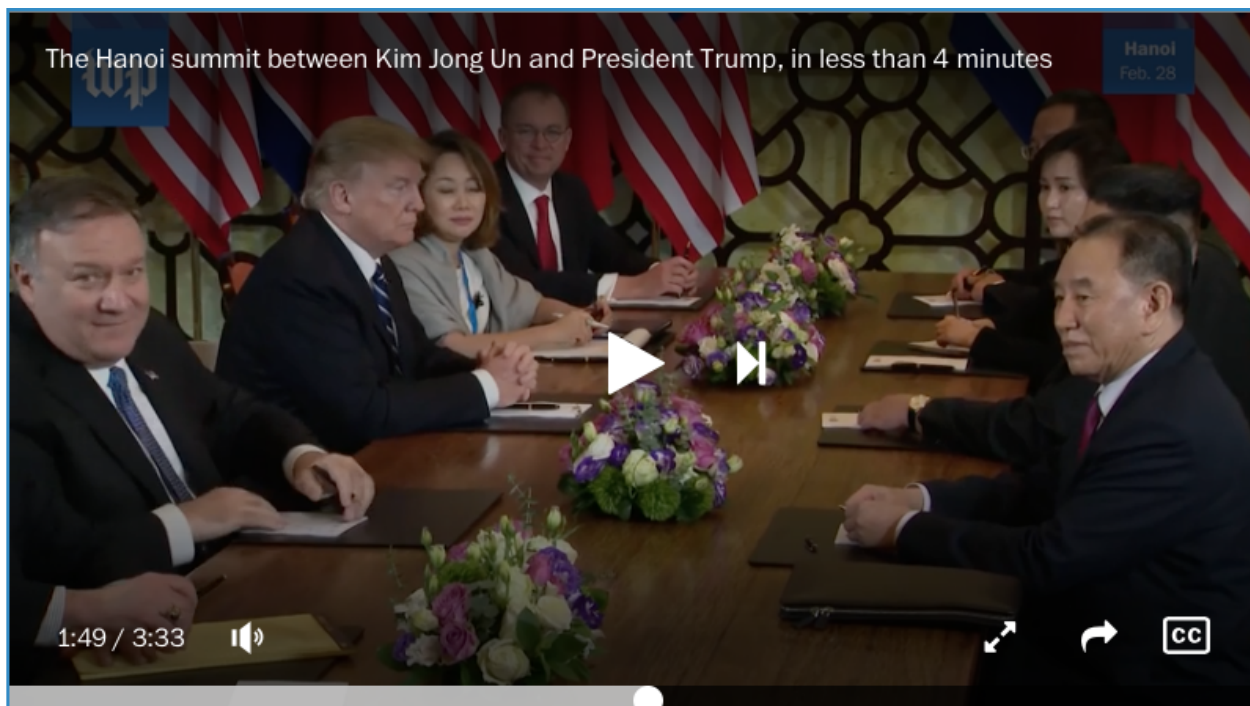 The Hanoi summit between Kim Jong Un and President Trump, in less than 4 minutes
wp
Hanoi
Feb. 28
1:49 / 3:33
CC